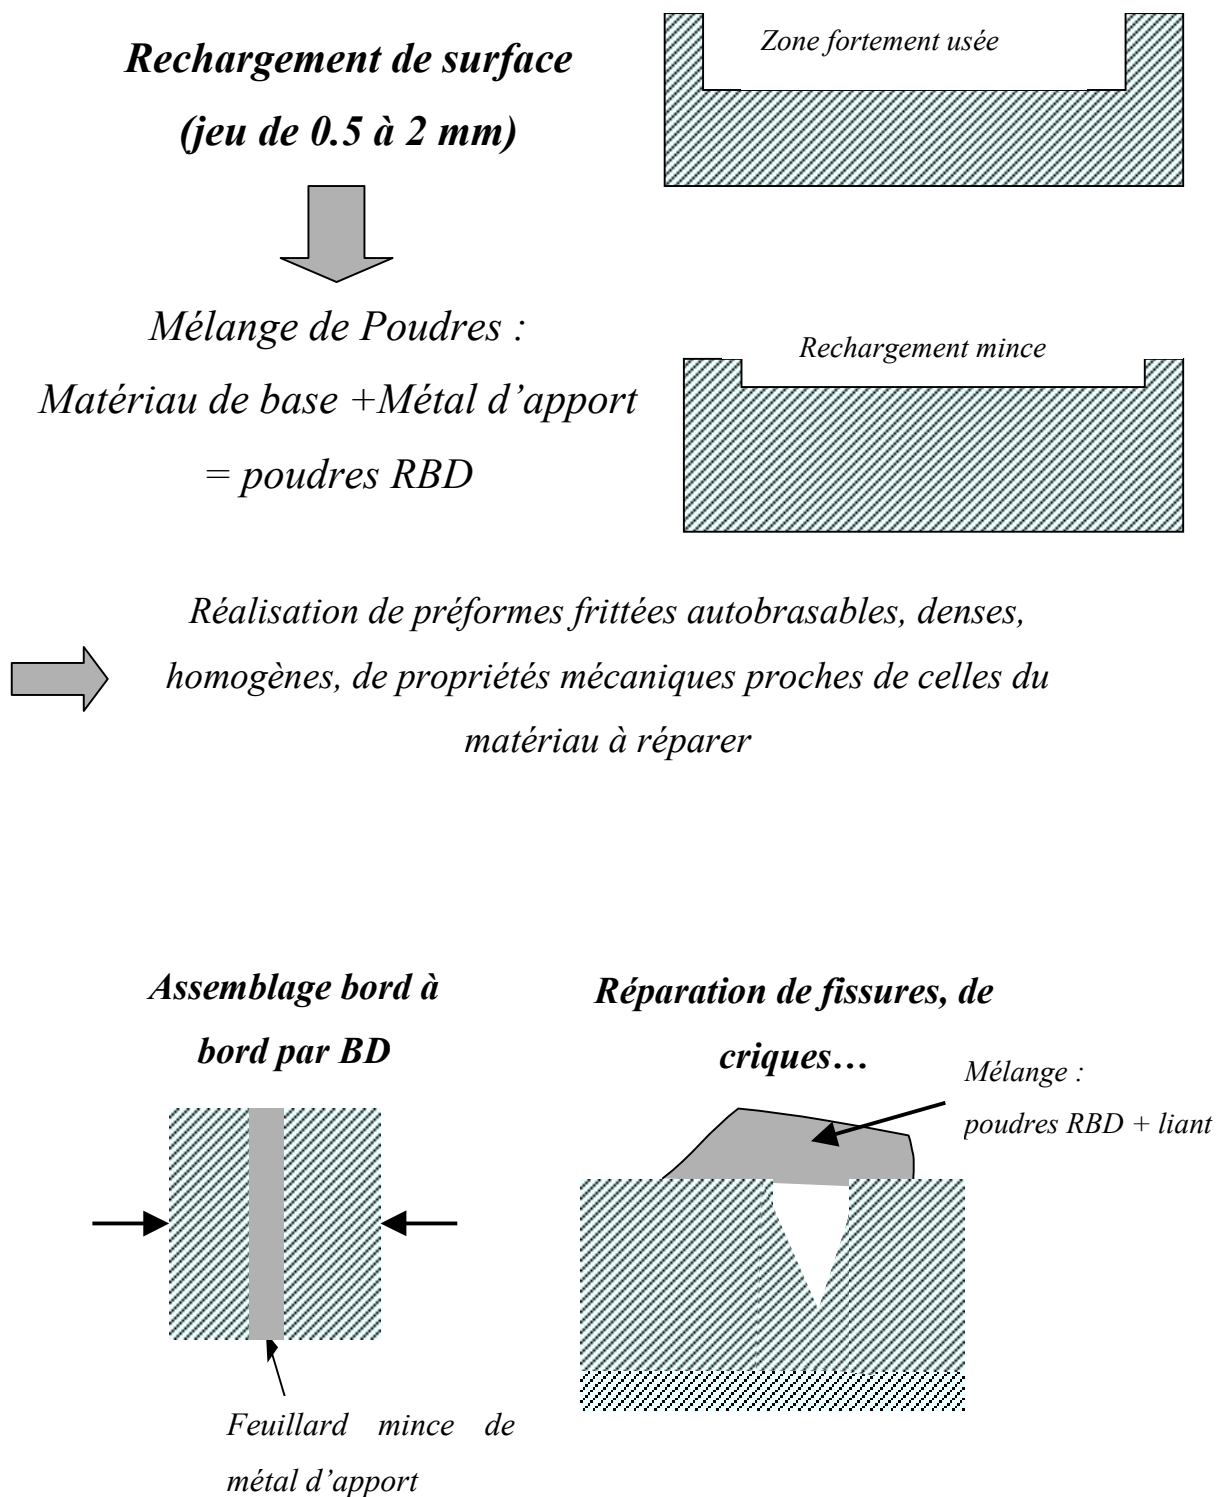 Rechargement de surface
(jeu de 0.5 à 2 mm)
Zone fortement usée
Mélange de Poudres :
Matériau de base +Métal d’apport
= poudres RBD
Rechargement mince
Réalisation de préformes frittées autobrasables, denses,
homogènes, de propriétés mécaniques proches de celles du
matériau à réparer
Assemblage bord à
bord par BD
Feuillard mince de
métal d’apport
Réparation de fissures, de
criques…
Mélange :
poudres RBD + liant